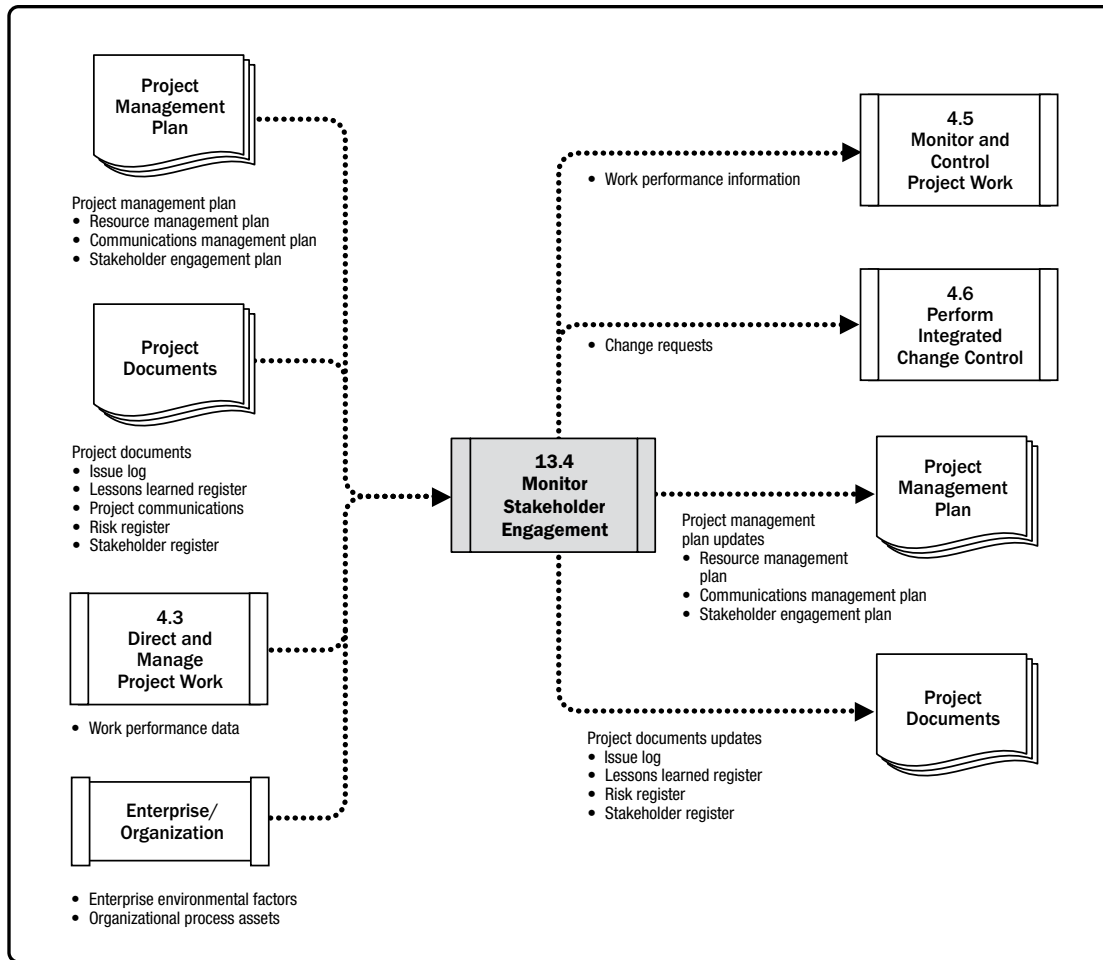 Project
Management
Plan
Project management plan
• Resource management plan
• Communications management plan
• Stakeholder engagement plan
Project
Documents
Project documents
• Issue log
• Lessons learned register
• Project communications
• Risk register
• Stakeholder register
4.3
Direct and
Manage
Project Work
• Work performance data
Enterprise/
Organization
• Enterprise environmental factors
• Organizational process assets
13.4
Monitor
Stakeholder
Engagement
• Work performance information
4.5
Monitor and
Control
Project Work
• Change requests
4.6
Perform
Integrated
Change Control
Project management
plan updates
• Resource management
plan
• Communications management plan
• Stakeholder engagement plan
Project
Management
Plan
Project documents updates
• Issue log
• Lessons learned register
• Risk register
• Stakeholder register
Project
Documents